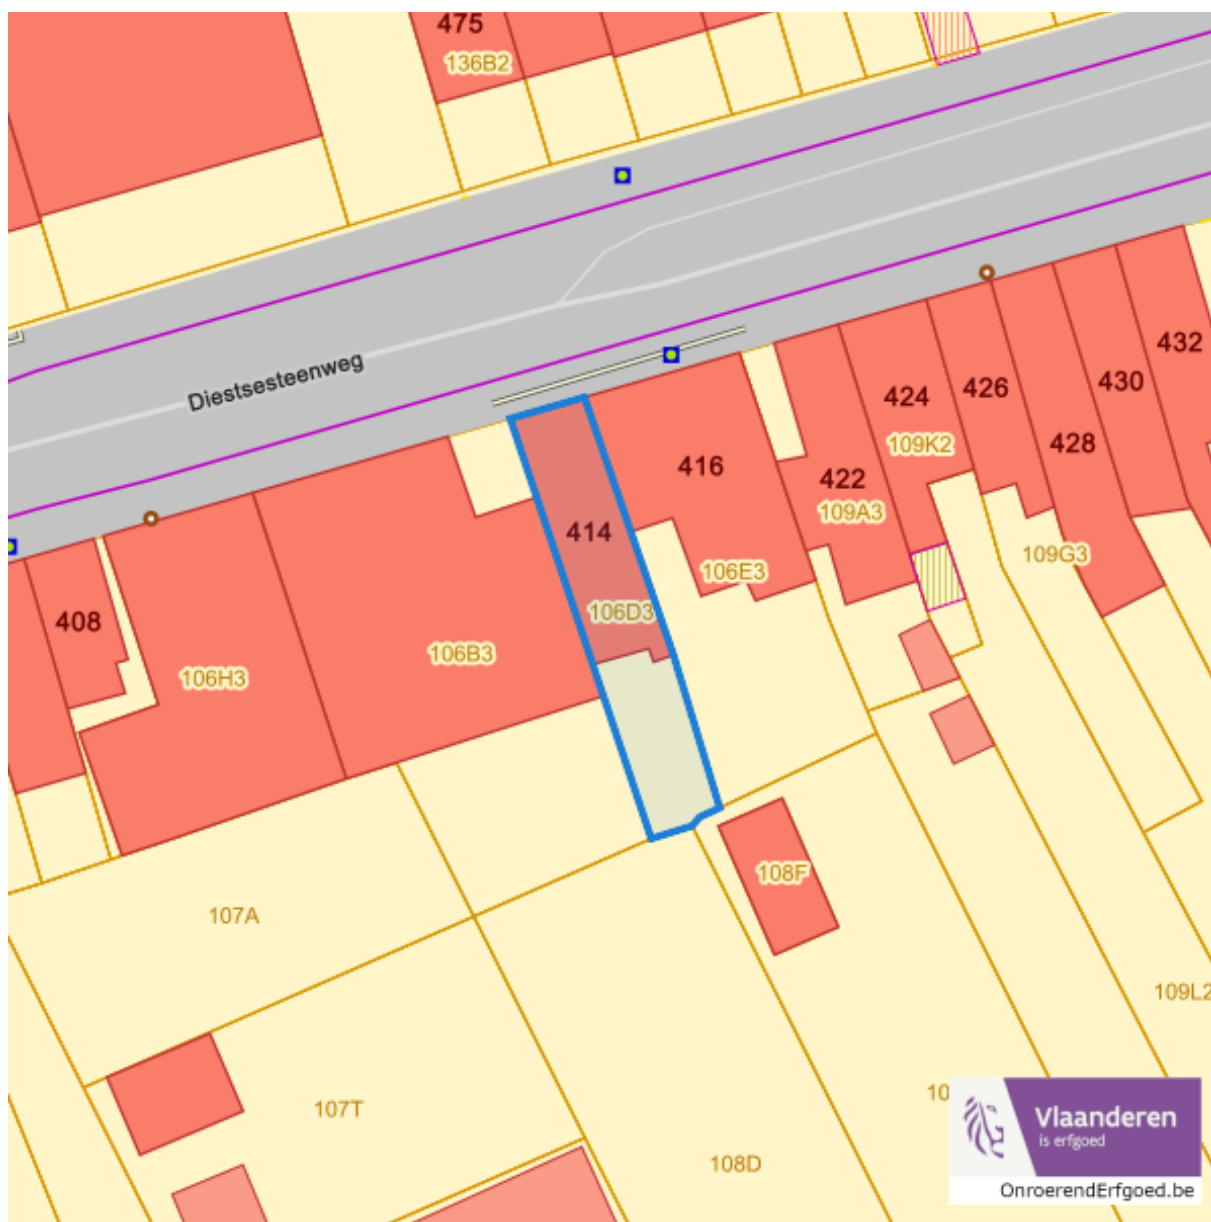 475
136B2
Diestsesteenweg
432
430
426
424
109K2
428
416
422
109A3
414
109G3
106E3
106D3
408
106B3
106H3
108F
107A
109L2
107T
108D
Vlaanderen
is erfgoed
OnroerendErfgoed.be